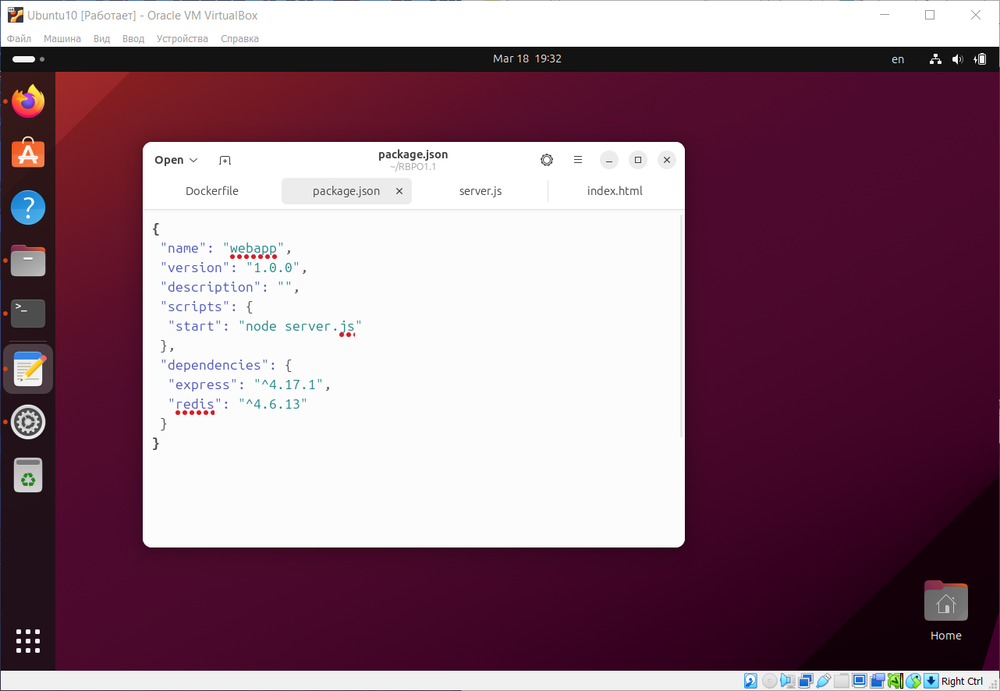 Ubuntu10 [Работает] - Oracle VM VirtualBox
Файл Машина Вид Ввод Устройства Справка
Mar 18 19:32
en
Open
package.json
~/RBPO1.1
Dockerfile
package.json
server.js
index.html
{
"name": "webapp",
"version": "1.0.0",
"description": "",
"scripts": {
"start": "node server.js"
},
"dependencies": {
"express": "^4.17.1",
"redis": "^4.6.13"
}
}
Home
Right Ctrl